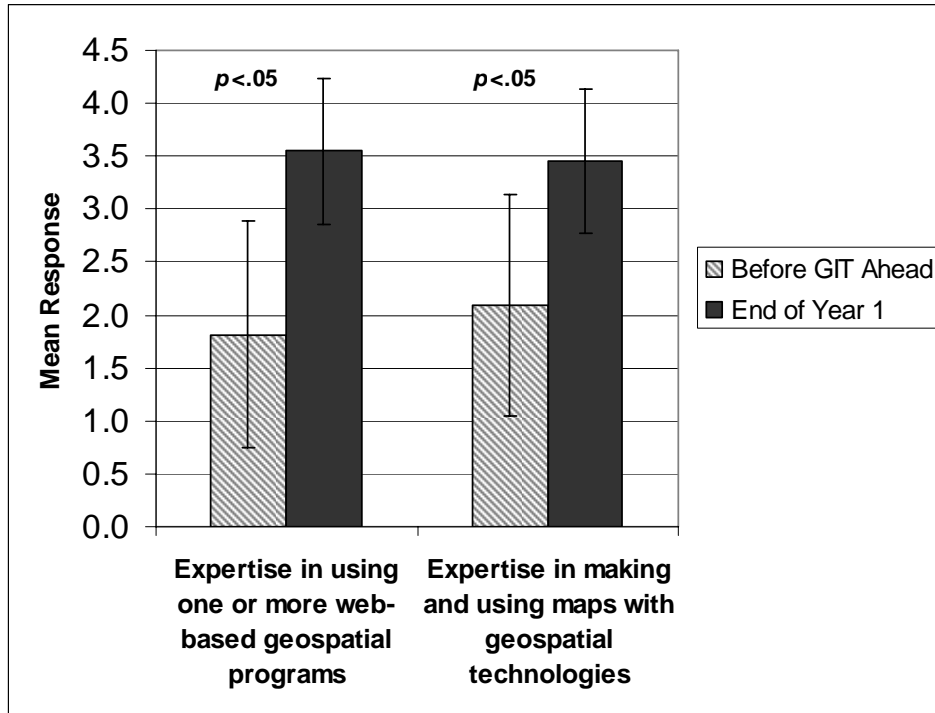 4.5
4.0
3.5
3.0
2.5
2.0
1.5
1.0
0.5
0.0
Mean Response
p<.05
p<.05
Expertise in using
one or more web-
based geospatial
programs
Expertise in making
and using maps with
geospatial
technologies
Before GIT Ahead
End of Year 1